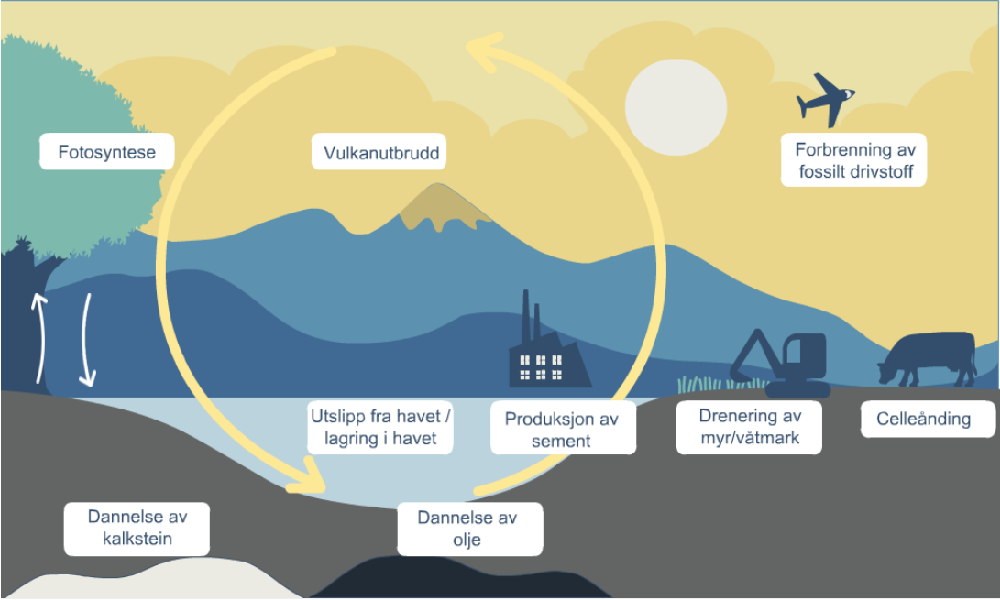 Fotosyntese
Vulkanutbrudd
Forbrenning av
fossilt drivstoff
Utslipp fra havet /
lagring i havet
Produksjon av
sement
Drenering av
myr/våtmark
Celleånding
Dannelse av
kalkstein
Dannelse av
olje